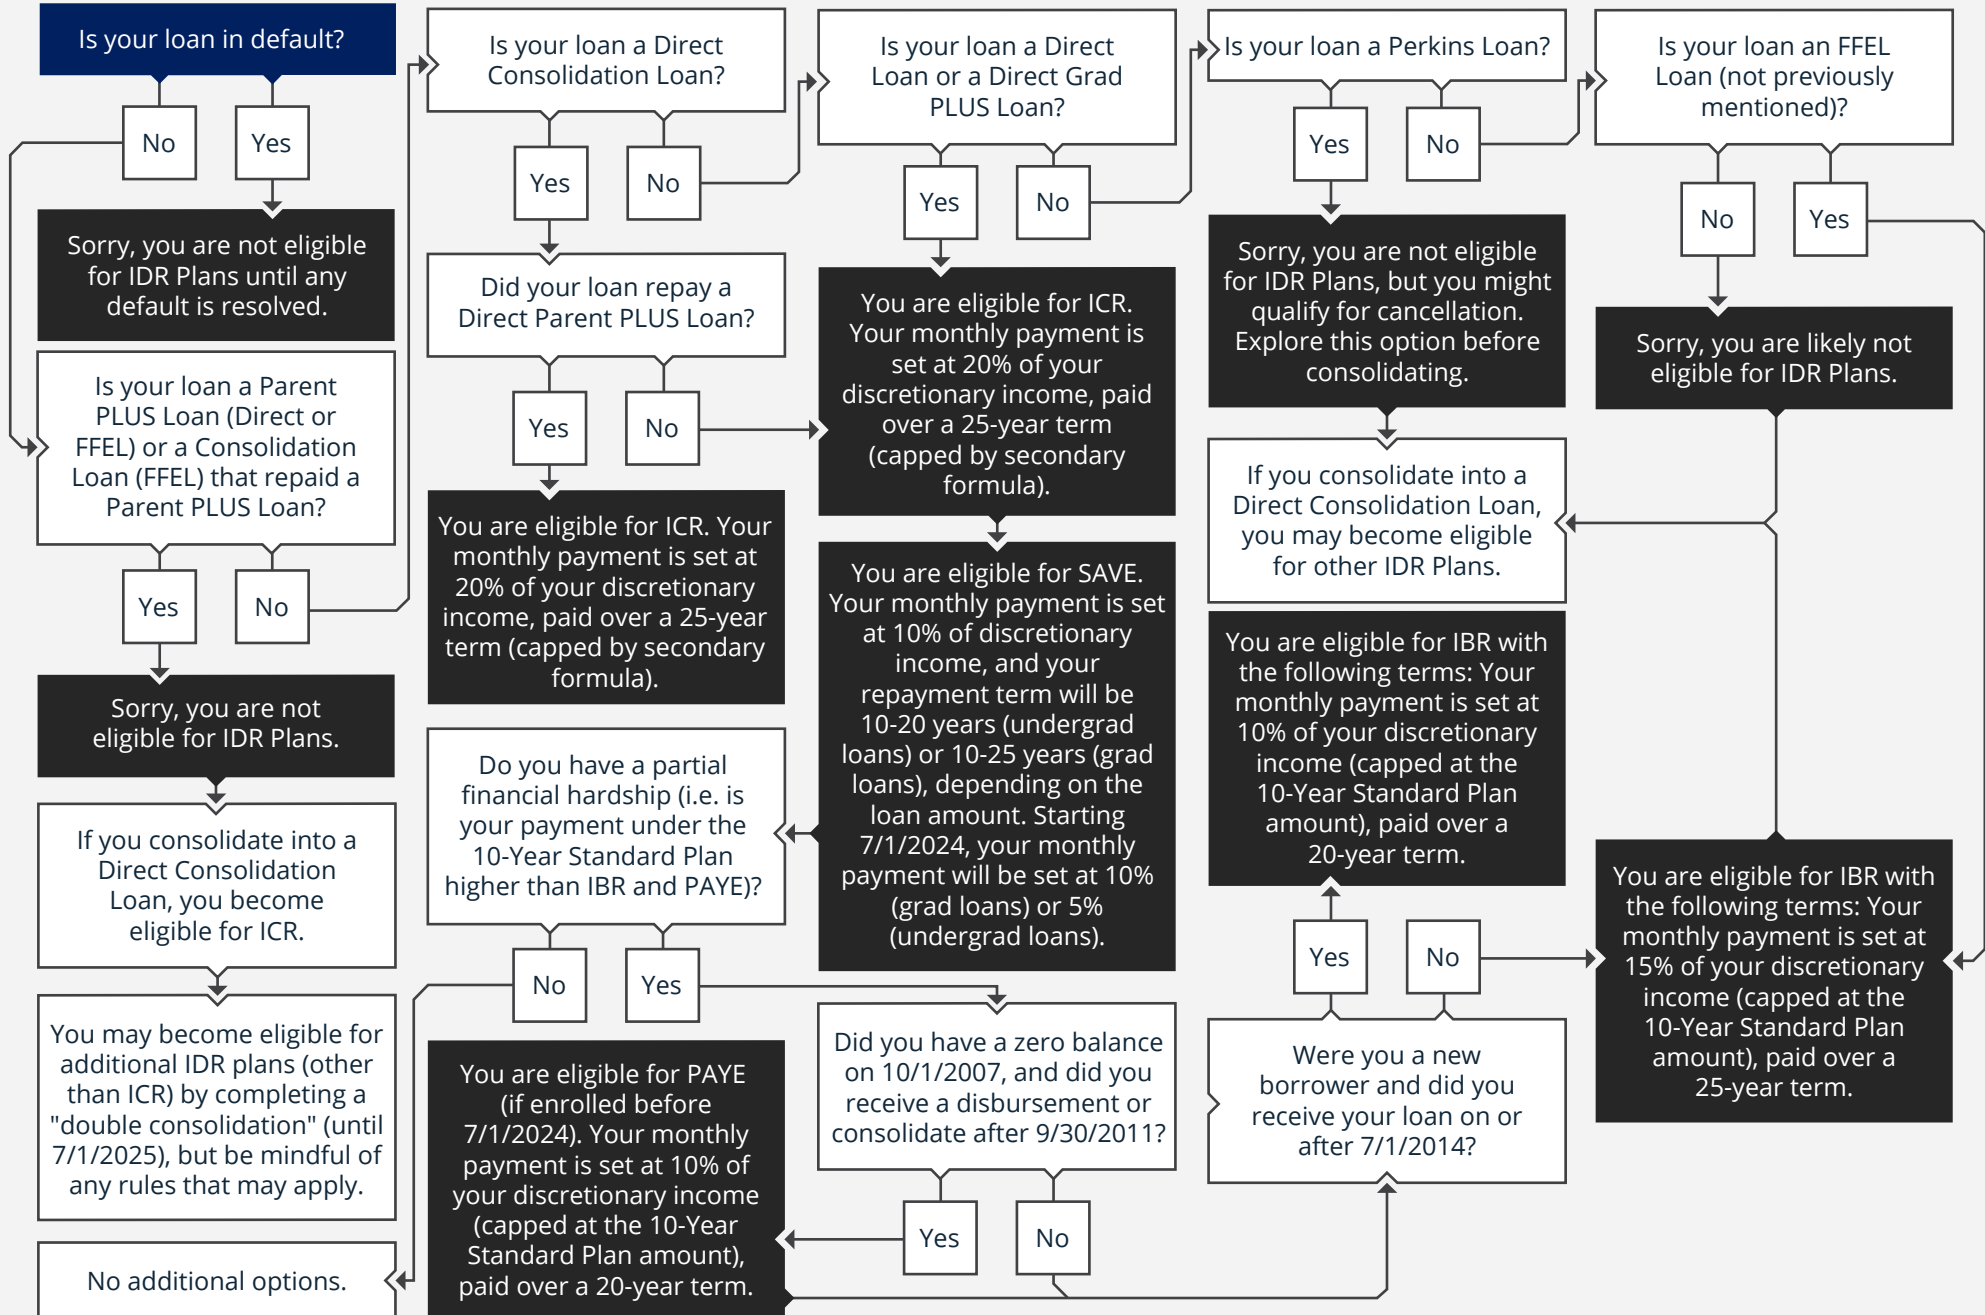 Is your loan in default?
No
Yes
Sorry, you are not eligible
for IDR Plans until any
default is resolved.
Is your loan a Parent
PLUS Loan (Direct or
FFEL) or a Consolidation
Loan (FFEL) that repaid a
Parent PLUS Loan?
Yes
No
Sorry, you are not
eligible for IDR Plans.
If you consolidate into a
Direct Consolidation
Loan, you become
eligible for ICR.
You may become eligible for
additional IDR plans (other
than ICR) by completing a
"double consolidation" (until
7/1/2025), but be mindful of
any rules that may apply.
No additional options.
Is your loan a Direct
Consolidation Loan?
Yes
No
Did your loan repay a
Direct Parent PLUS Loan?
Yes
No
You are eligible for ICR. Your
monthly payment is set at
20% of your discretionary
income, paid over a 25-year
term (capped by secondary
formula).
Do you have a partial
financial hardship (i.e. is
your payment under the
10-Year Standard Plan
higher than IBR and PAYE)?
No
Yes
You are eligible for PAYE
(if enrolled before
7/1/2024). Your monthly
payment is set at 10% of
your discretionary income
(capped at the 10-Year
Standard Plan amount),
paid over a 20-year term.
Is your loan a Direct
Loan or a Direct Grad
PLUS Loan?
Yes
No
You are eligible for ICR.
Your monthly payment is
set at 20% of your
discretionary income, paid
over a 25-year term
(capped by secondary
formula).
You are eligible for SAVE.
Your monthly payment is set
at 10% of discretionary
income, and your
repayment term will be
10-20 years (undergrad
loans) or 10-25 years (grad
loans), depending on the
loan amount. Starting
7/1/2024, your monthly
payment will be set at 10%
(grad loans) or 5%
(undergrad loans).
Did you have a zero balance
on 10/1/2007, and did you
receive a disbursement or
consolidate after 9/30/2011?
Yes
No
Is your loan a Perkins Loan?
Yes
No
Sorry, you are not eligible
for IDR Plans, but you might
qualify for cancellation.
Explore this option before
consolidating.
If you consolidate into a
Direct Consolidation Loan,
you may become eligible
for other IDR Plans.
You are eligible for IBR with
the following terms: Your
monthly payment is set at
10% of your discretionary
income (capped at the
10-Year Standard Plan
amount), paid over a
20-year term.
Yes
No
Were you a new
borrower and did you
receive your loan on or
after 7/1/2014?
Is your loan an FFEL
Loan (not previously
mentioned)?
No
Yes
Sorry, you are likely not
eligible for IDR Plans.
You are eligible for IBR with
the following terms: Your
monthly payment is set at
15% of your discretionary
income (capped at the
10-Year Standard Plan
amount), paid over a
25-year term.